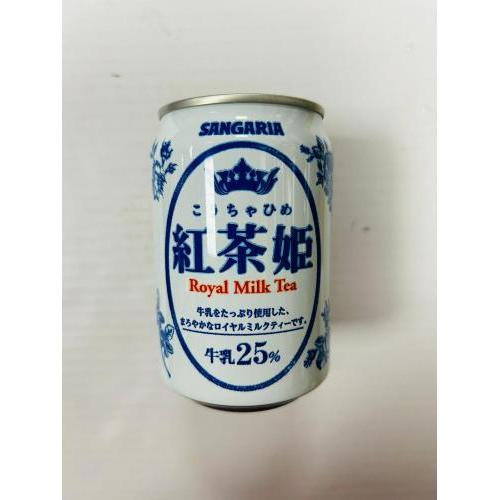 SANGARIA
こうちゃひめ
紅茶姫
Royal Milk Tea
牛乳をたっぷり使用した、
まろやかなロイヤルミルクティーです。
牛乳25%